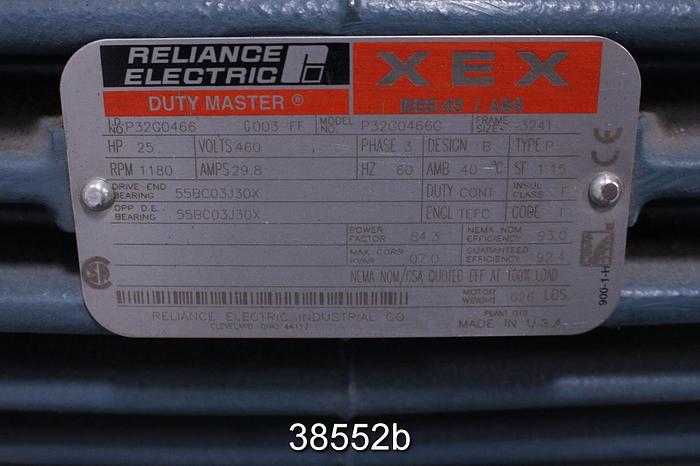 RELIANCE ELECTRIC
DUTY MASTER ®
XEX
IEEE-45 / ABS
I.D. NO. P32G0466 G003 FF MODEL NO. P32G0466G FRAME SIZE 324T
HP 25 VOLTS 460 PHASE 3 DESIGN B TYPE P
RPM 1180 AMPS 29.8 HZ 60 AMB 40 °C SF 1.15
DRIVE END BEARING 55BC03J30X DUTY CONT INSUL CLASS F
OPP D.E. BEARING 55BC03J30X ENCL TEFC CODE F
POWER FACTOR 84.3 NEMA NOM EFFICIENCY 93.0
MAX CORR KVAR 07.0 GUARANTEED EFFICIENCY 92.4
NEMA NOM/CSA QUOTED EFF AT 100% LOAD
MOTOR WEIGHT 626 LBS.
RELIANCE ELECTRIC INDUSTRIAL CO
CLEVELAND, OHIO 44117
PLANT 010
MADE IN U.S.A.
900-1-H
38552b